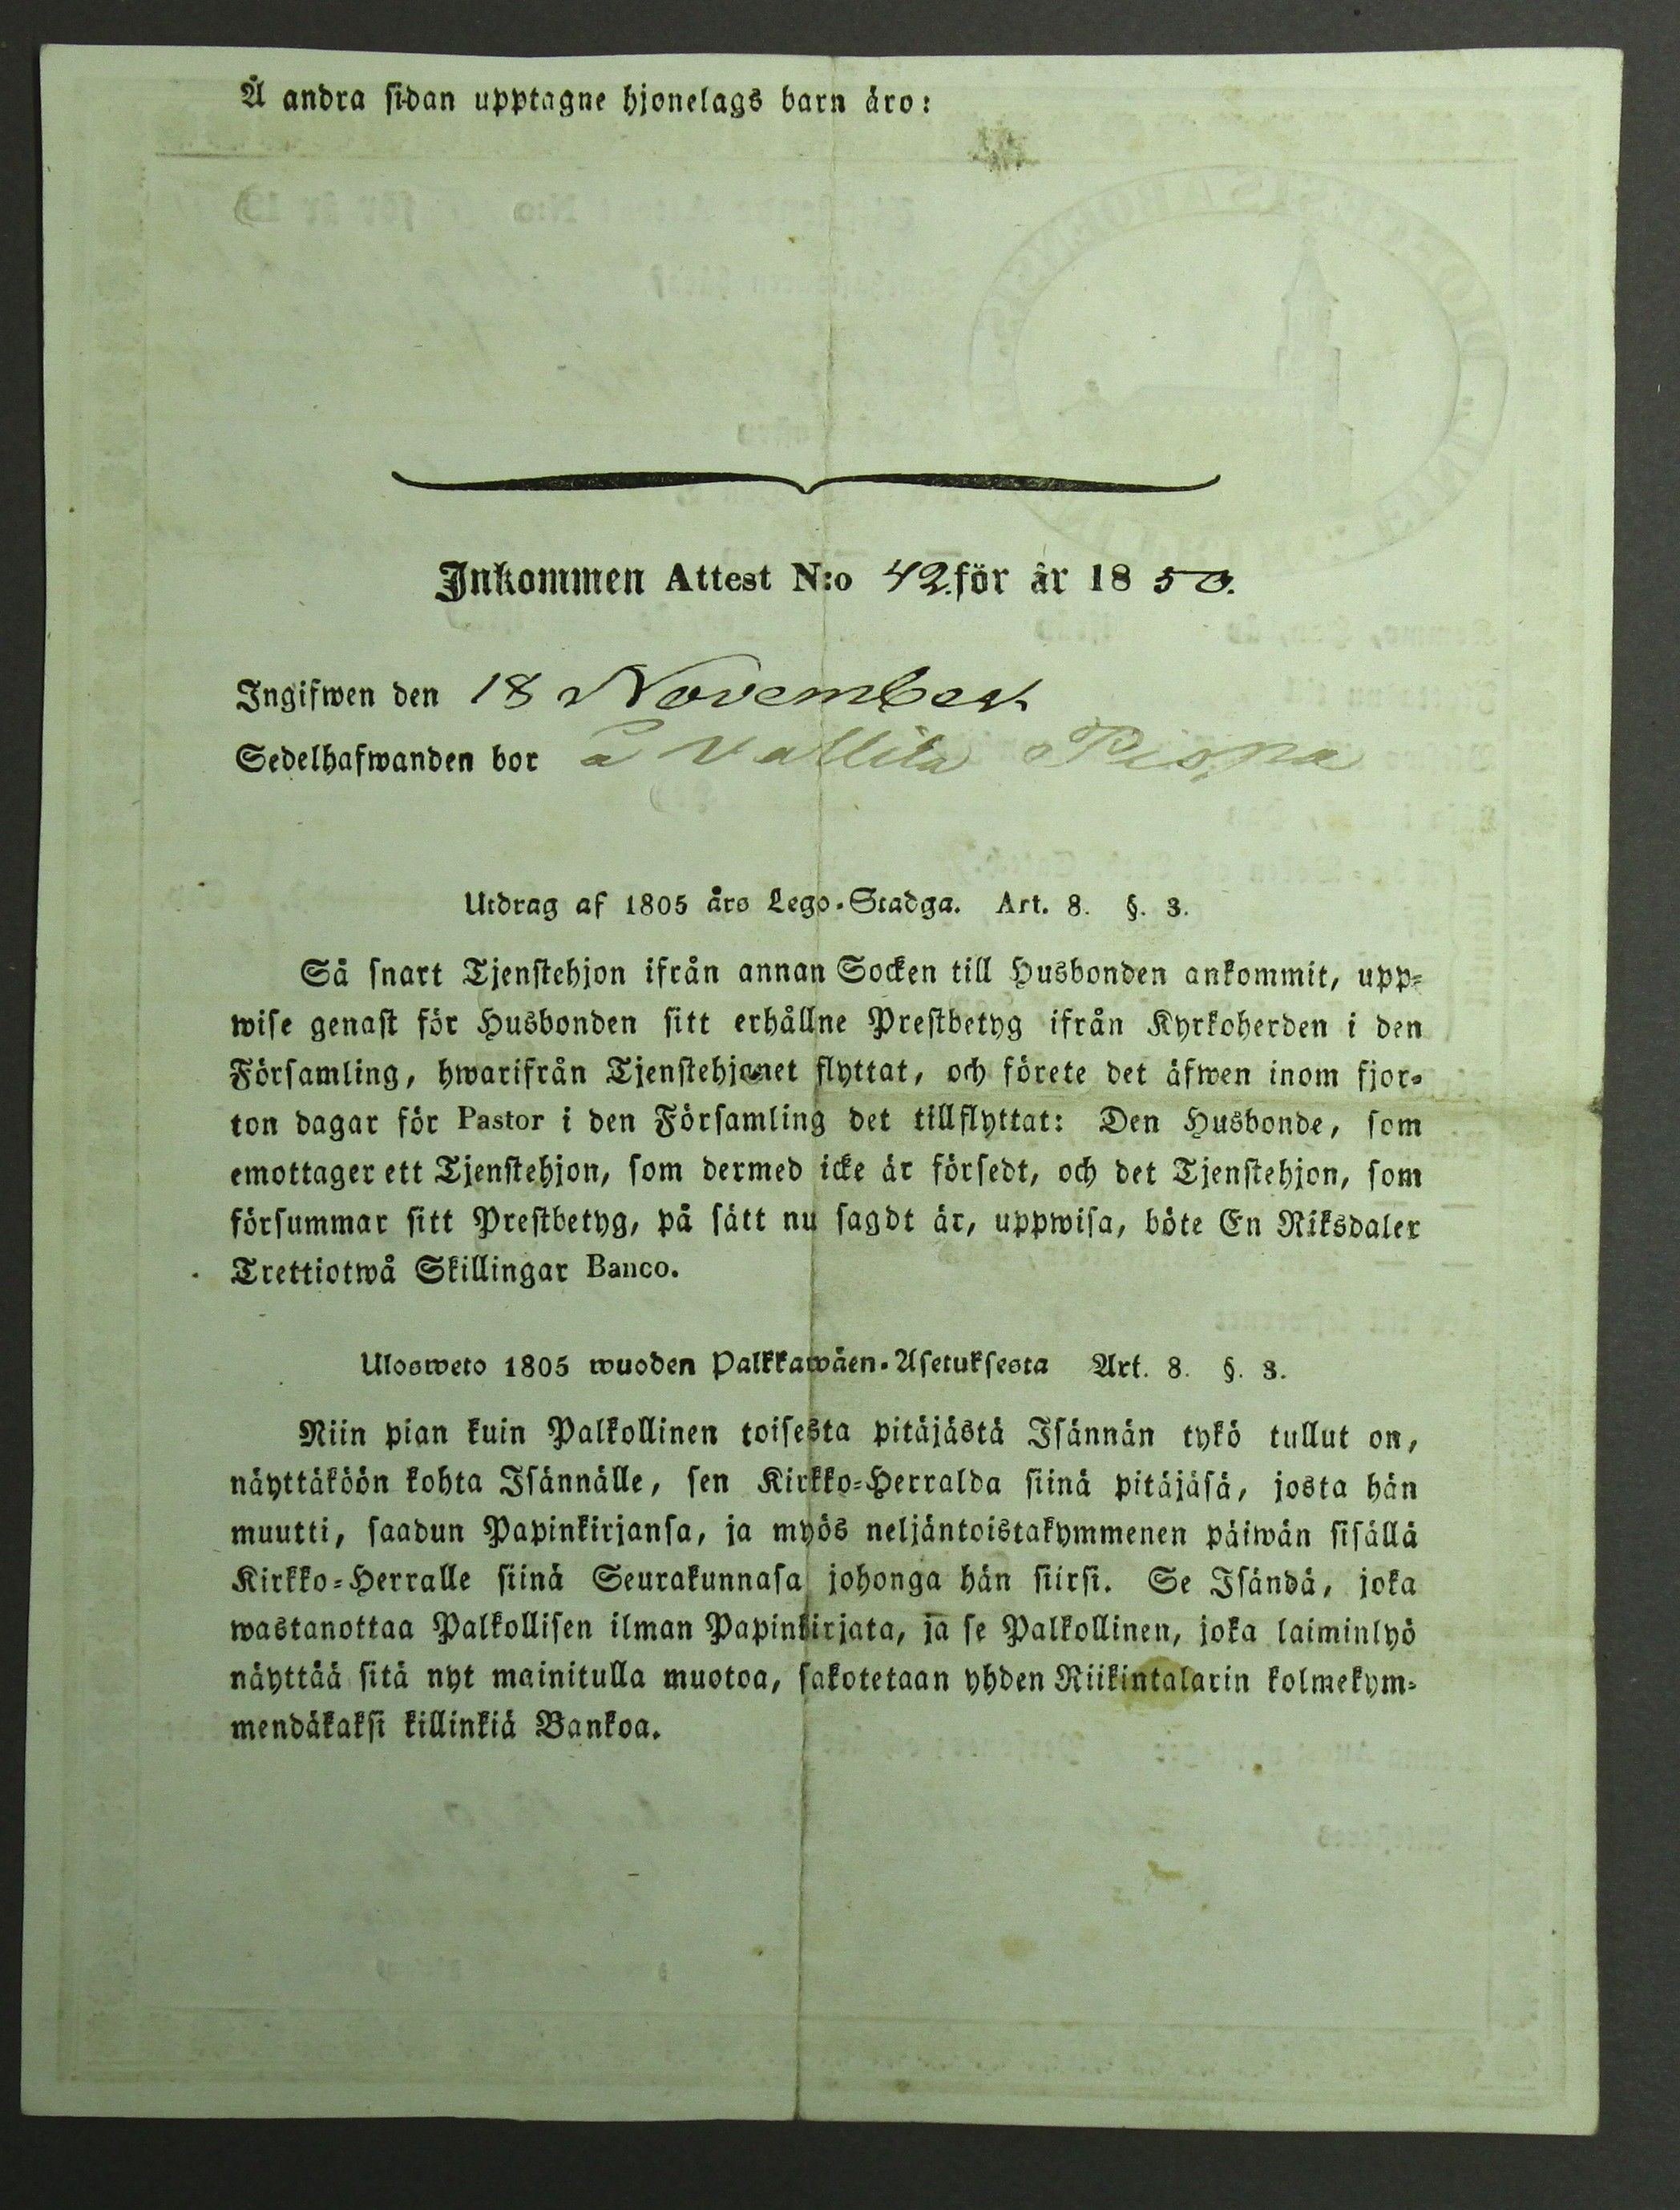 Å andra sidan upptagne hjonelags barn äro:
Inkommen Attest N:o 42. för år 1850.
Ingifwen den 18 November
Sedelhafwanden bor å
Utdrag af 1805 års Lego-Stadga. Art. 8. §. 3.
Så snart Tjenstehjon ifrån annan Socken till Husbonden ankommit, upp-
wise genast för Husbonden sitt erhållne Prestbetyg ifrån Kyrkoherden i den
Församling, hwarifrån Tjenstehjonet flyttat, och förete det äfwen inom fjor-
ton dagar för Pastor i den Församling det tillflyttat: Den Husbonde, som
emottager ett Tjenstehjon, som dermed icke är försedt, och det Tjenstehjon, som
försummar sitt Prestbetyg, på sätt nu sagdt är, uppwisa, böte En Riksdaler
Trettiotwå Skillingar Banco.
Ulosweto 1805 wuoden Palkkawäen-Asetuksesta Art. 8. §. 3.
Niin pian kuin Palkollinen toisesta pitäjästä Isännän tykö tullut on,
näyttäköön kohta Isännälle, sen Kirkko-Herralda siinä pitäjäsä, josta hän
muutti, saadun Papinkirjansa, ja myös neljäntoistakymmenen päiwän sisällä
Kirkko-Herralle siinä Seurakunnasa johonga hän siirsi. Se Isändä, joka
wastanottaa Palkollisen ilman Papinkirjata, ja se Palkollinen, joka laiminlyö
näyttää sitä nyt mainitulla muotoa, sakotetaan yhden Riikintalarin kolmekym-
mendäkaksi killinkiä Bankoa.